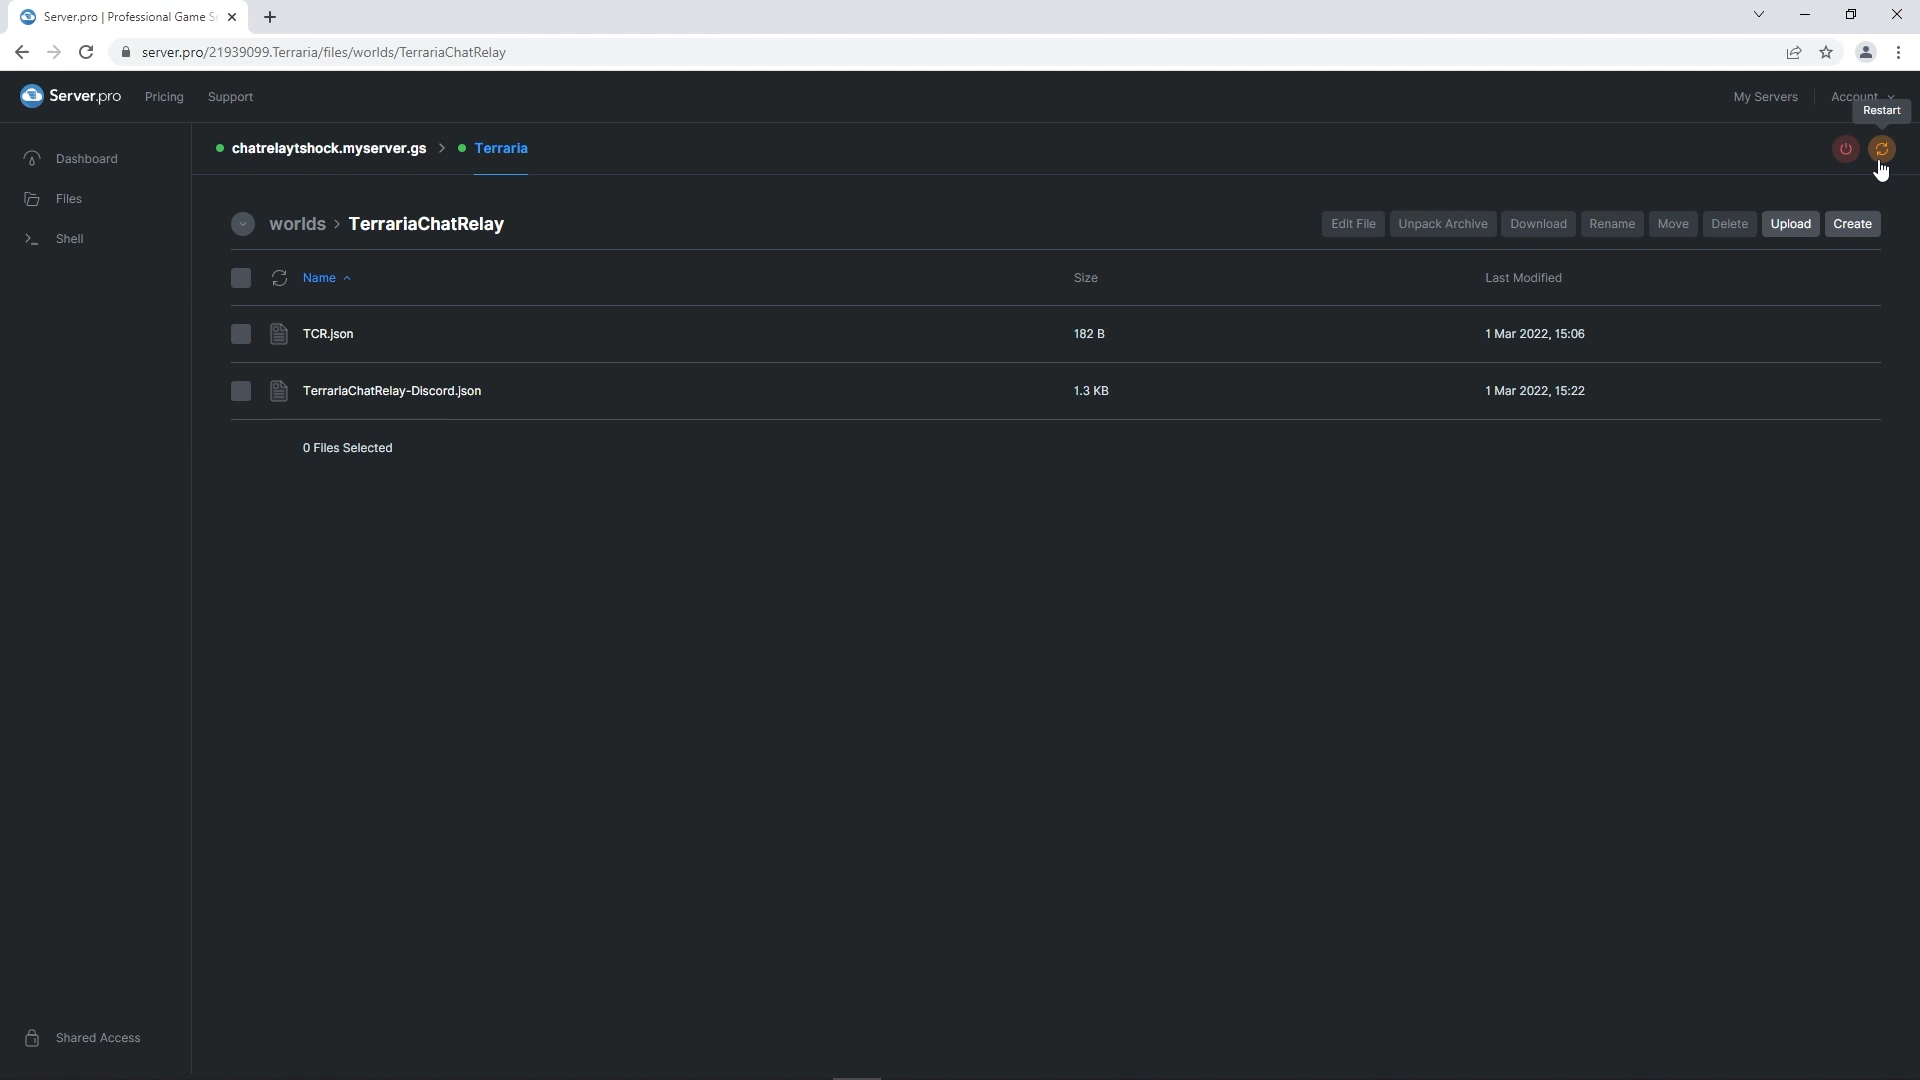 Server.pro | Professional Game S
server.pro/21939099.Terraria/files/worlds/TerrariaChatRelay
Server.pro
Pricing
Support
My Servers
Account
Restart
Dashboard
Files
Shell
chatrelaytshock.myserver.gs > Terraria
worlds > TerrariaChatRelay
Edit File
Unpack Archive
Download
Rename
Move
Delete
Upload
Create
Name
Size
Last Modified
TCR.json
182 B
1 Mar 2022, 15:06
TerrariaChatRelay-Discord.json
1.3 KB
1 Mar 2022, 15:22
0 Files Selected
Shared Access